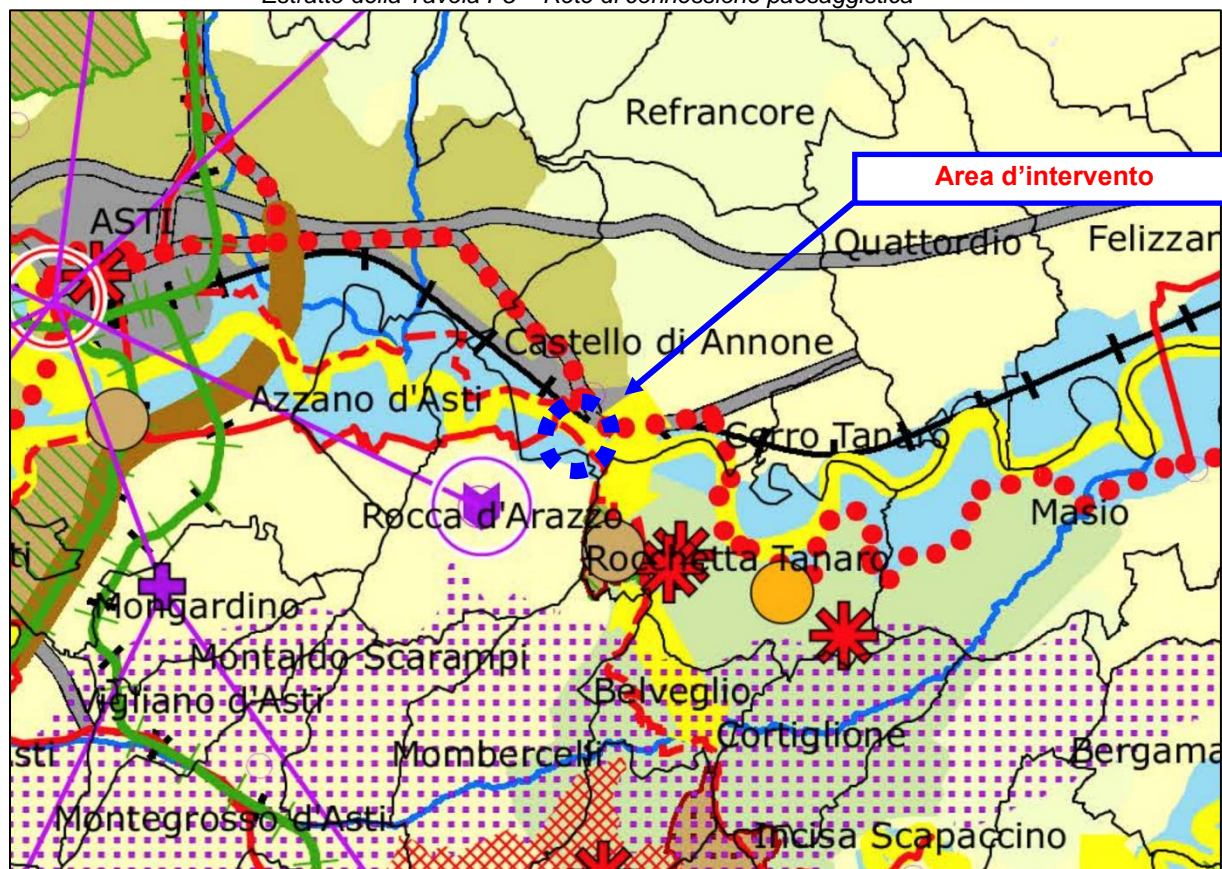 Estratto della Tavola P5 – Rete di connessione paesaggistica
Refrancore
Area d'intervento
ASTI
Quattordio
Felizzan
Castello di Annone
Azzano d'Asti
Cerro Tanaro
Rocca d'Arazzo
Masio
Rocchetta Tanaro
ti
Mongardino
Montaldo Scarampi
Vigliano d'Asti
Belveglio
sti
Mombercelli
Cortiglione
Bergama
Montegrosso d'Asti
Incisa Scapaccino